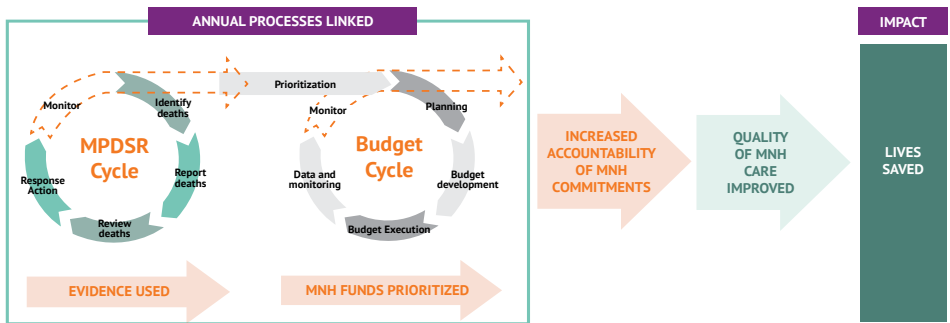 ANNUAL PROCESSES LINKED
IMPACT
Monitor
Identify
deaths
MPDSR
Cycle
Report
deaths
Response
Action
Review
deaths
Prioritization
Monitor
Planning
Budget
Cycle
Data and
monitoring
Budget
development
Budget Execution
EVIDENCE USED
MNH FUNDS PRIORITIZED
INCREASED
ACCOUNTABILITY
OF MNH
COMMITMENTS
QUALITY
OF MNH
CARE
IMPROVED
LIVES
SAVED